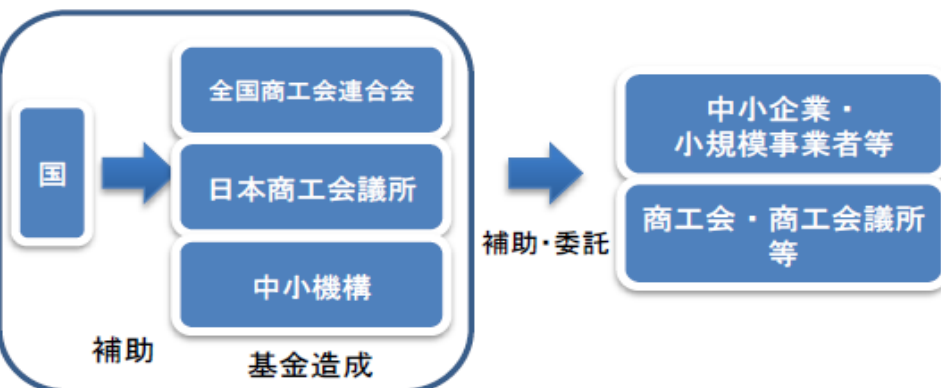 国
全国商工会連合会
日本商工会議所
中小機構
補助
基金造成
補助・委託
中小企業・
小規模事業者等
商工会・商工会議所
等